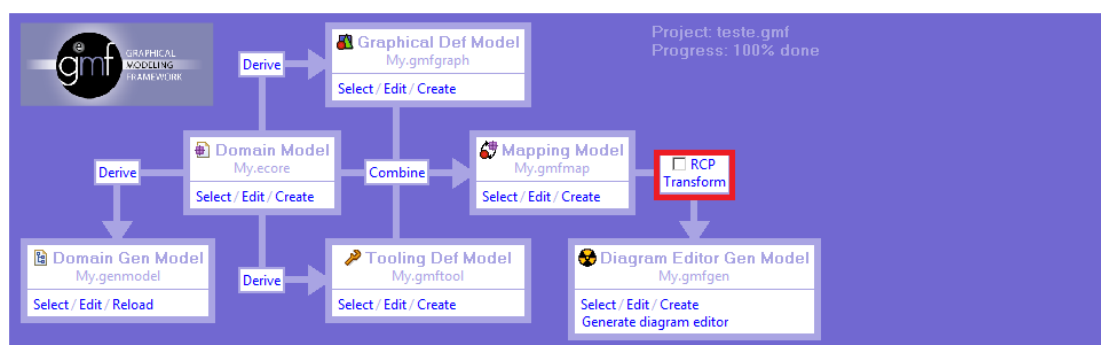 gmf
GRAPHICAL
MODELING
FRAMEWORK
Derive
Graphical Def Model
My.gmfgraph
Select / Edit / Create
Project: teste.gmf
Progress: 100% done
Derive
Domain Model
My.ecore
Select / Edit / Create
Combine
Mapping Model
My.gmfmap
Select / Edit / Create
RCP
Transform
Domain Gen Model
My.genmodel
Select / Edit / Reload
Derive
Tooling Def Model
My.gmftool
Select / Edit / Create
Diagram Editor Gen Model
My.gmfgen
Select / Edit / Create
Generate diagram editor